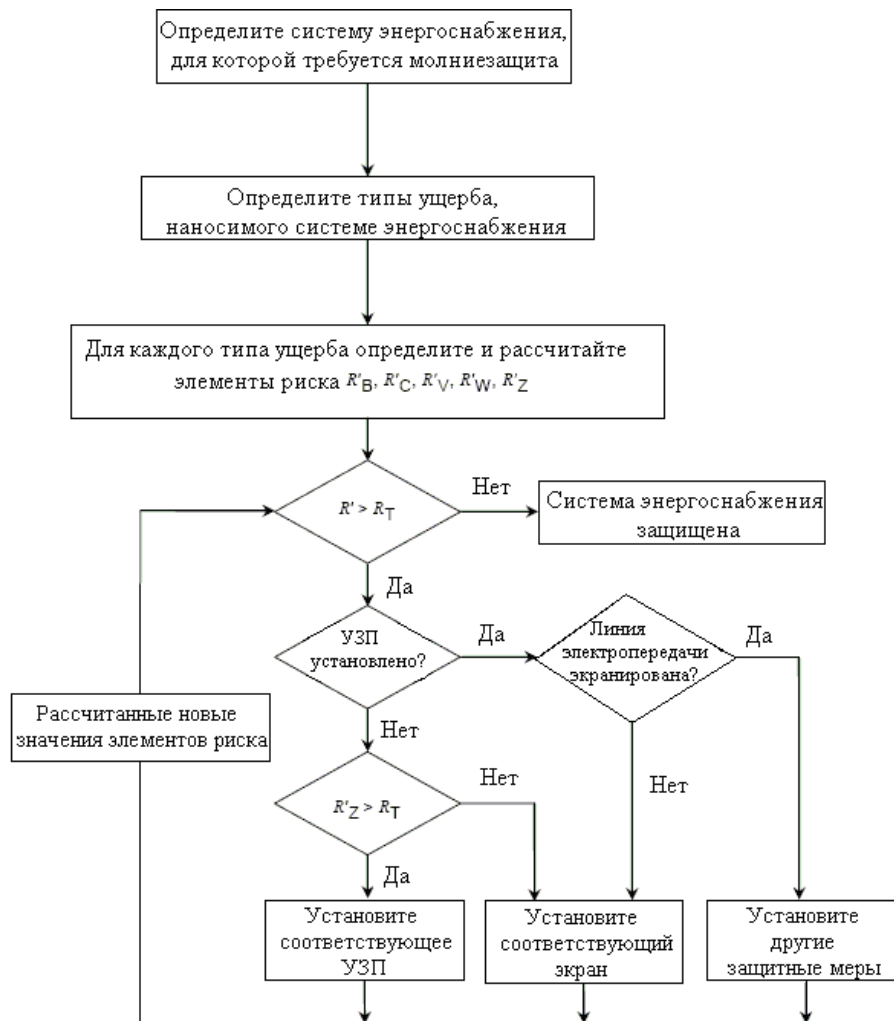 Определите систему энергоснабжения,
для которой требуется молниезащита
Определите типы ущерба,
наносимого системе энергоснабжения
Для каждого типа ущерба определите и рассчитайте
элементы риска R'B, R'C, R'V, R'W, R'Z
R' > RT
Нет
Система энергоснабжения
защищена
Да
УЗП
установлено?
Да
Линия
электропередачи
экранирована?
Да
Рассчитанные новые
значения элементов риска
Нет
R'Z > RT
Нет
Нет
Да
Установите
соответствующее
УЗП
Установите
соответствующий
экран
Установите
другие
защитные меры